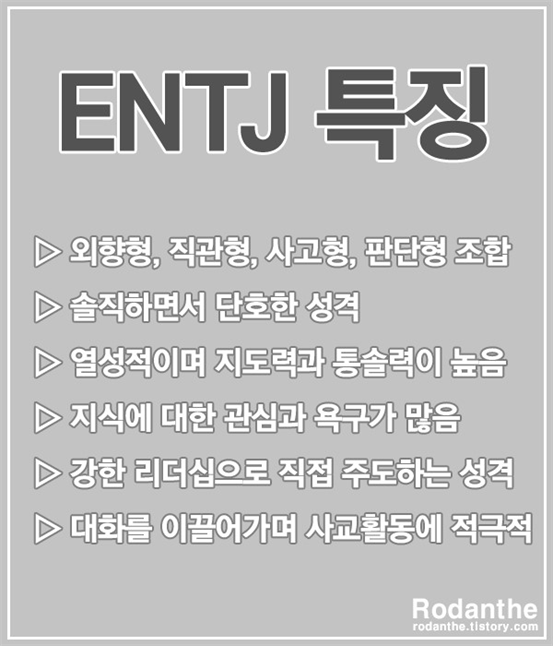 ENTJ 특징
▷ 외향형, 직관형, 사고형, 판단형 조합
▷ 솔직하면서 단호한 성격
▷ 열성적이며 지도력과 통솔력이 높음
▷ 지식에 대한 관심과 욕구가 많음
▷ 강한 리더십으로 직접 주도하는 성격
▷ 대화를 이끌어가며 사교활동에 적극적
Rodanthe
rodanthe.tistory.com